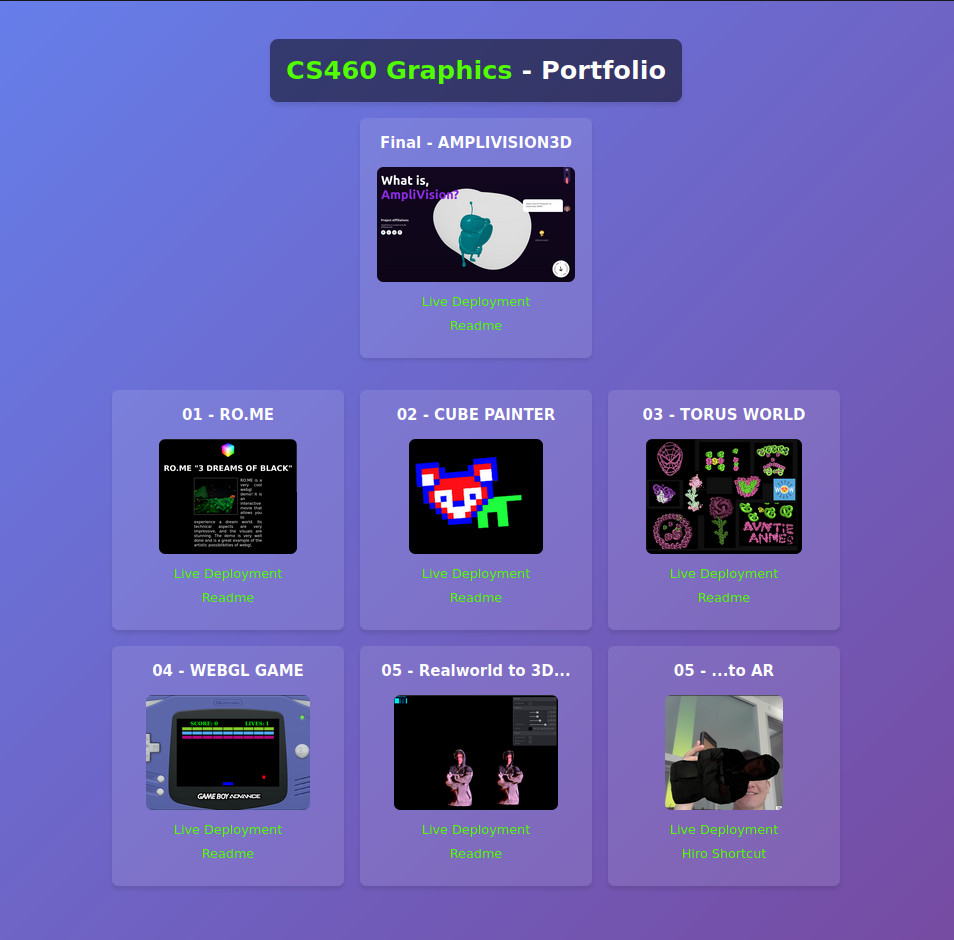 CS460 Graphics - Portfolio
Final - AMPLIVISION3D
What is,
AmpliVision?
Project Affiliations
Live Deployment
Readme
01 - RO.ME
RO.ME "3 DREAMS OF BLACK"
RO.ME is a
very cool
webgl
demo! It is
an
interactive
movie that
allows you
to
experience a dream world. Its
technical aspects are very
impressive, and the visuals are
stunning. The demo is very well
done and is a great example of the
artistic possibilities of webgl.
Live Deployment
Readme
02 - CUBE PAINTER
Live Deployment
Readme
03 - TORUS WORLD
HI
WOW
AUNTIE
ANNES
Live Deployment
Readme
04 - WEBGL GAME
Nintendo
SCORE: 0 LIVES: 1
GAME BOY ADVANCE
Live Deployment
Readme
05 - Realworld to 3D...
Live Deployment
Readme
05 - ...to AR
Live Deployment
Hiro Shortcut